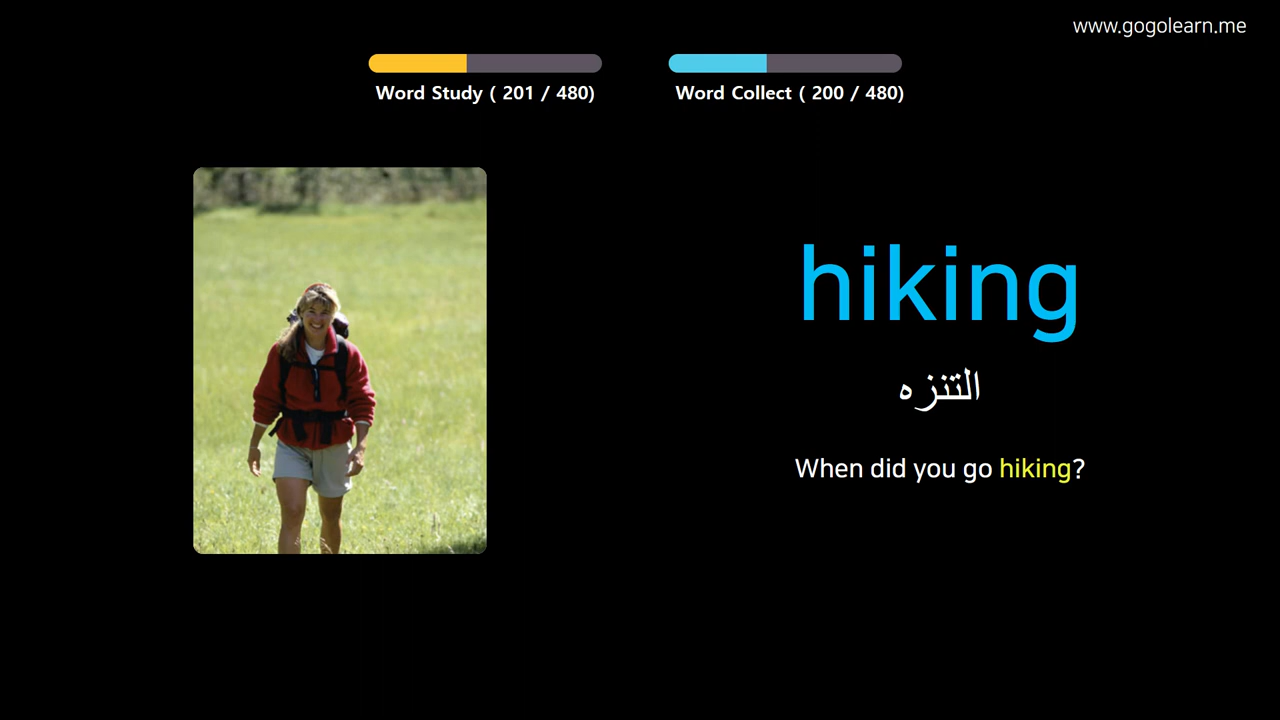 www.gogolearn.me
Word Study ( 201 / 480)
Word Collect ( 200 / 480)
hiking
التنزه
When did you go hiking?